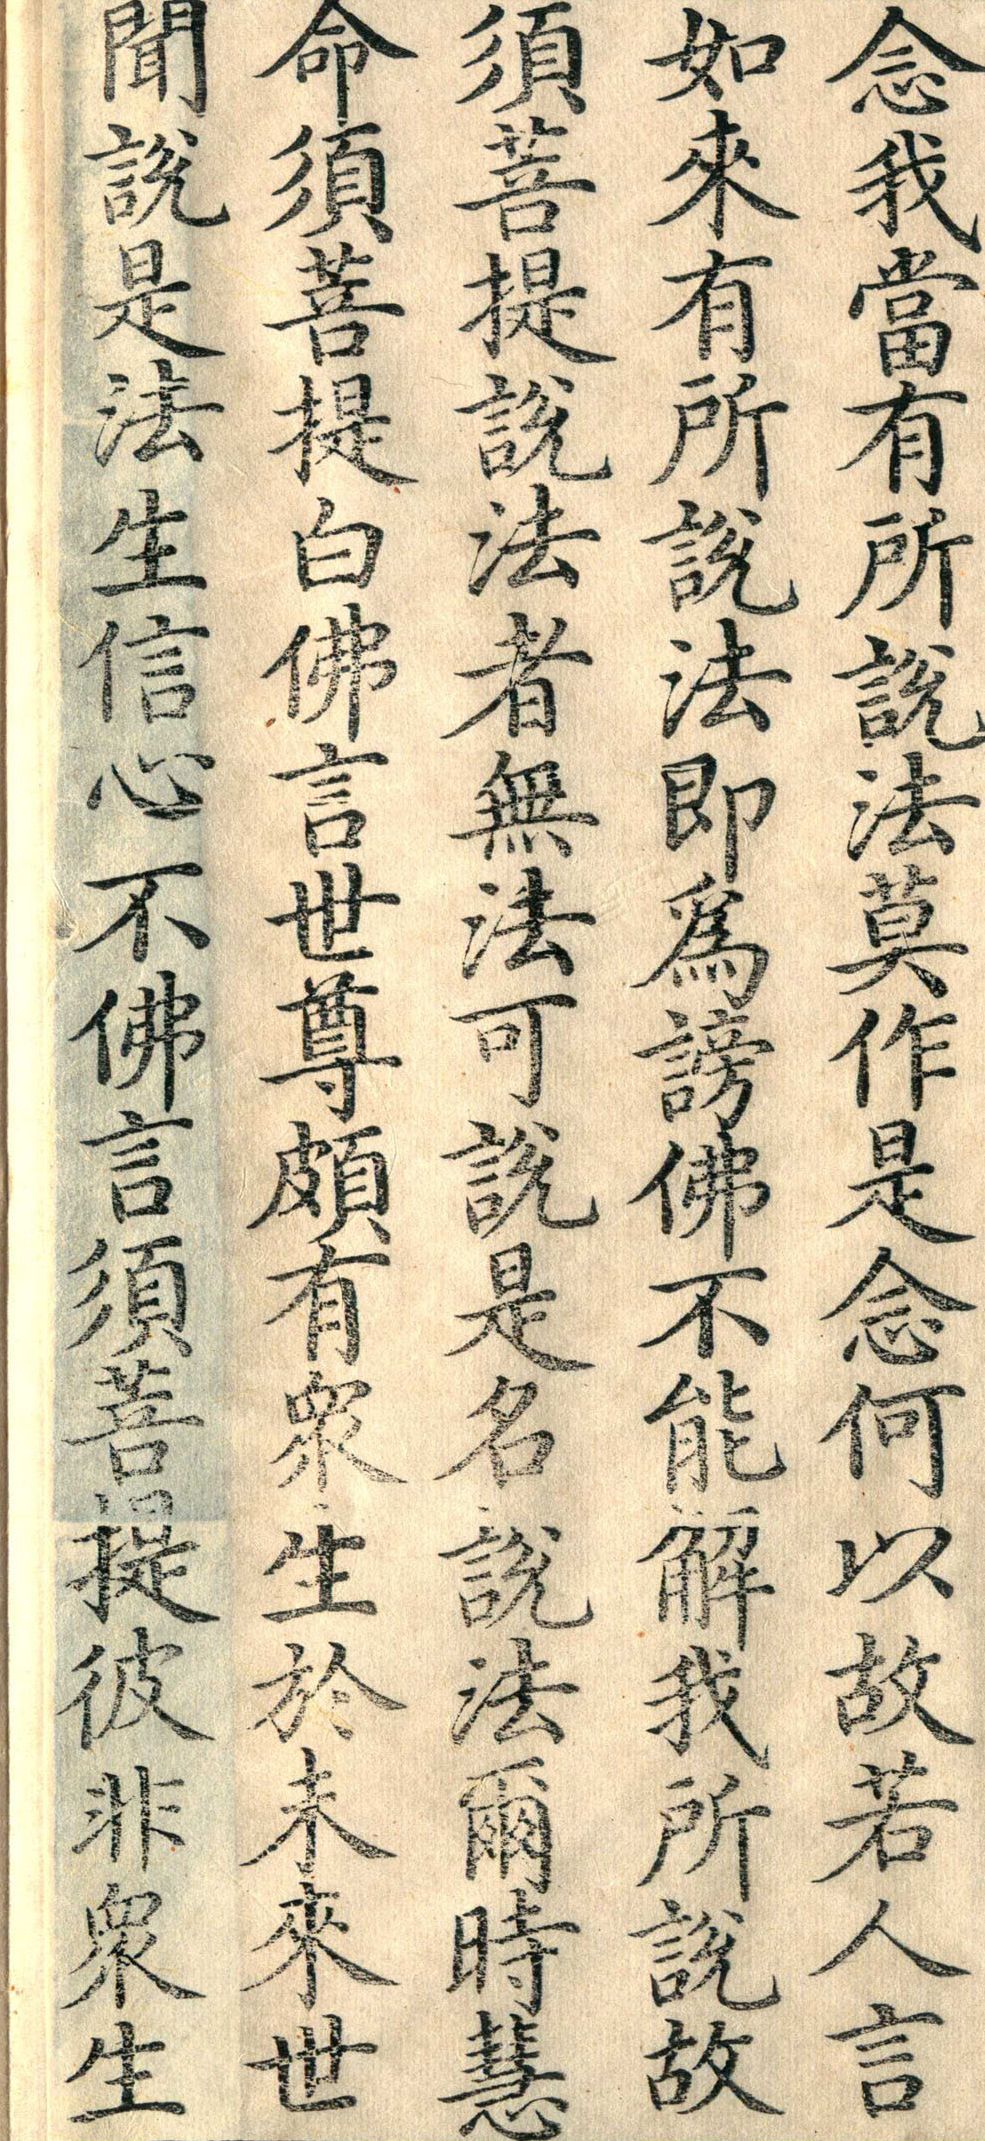 念我當有所說法莫作是念何以故若人言
如來有所說法即爲謗佛不能解我所說故
須菩提說法者無法可說是名說法爾時慧
命須菩提白佛言世尊頗有衆生於未來世
聞說是法生信心不佛言須菩提彼非衆生